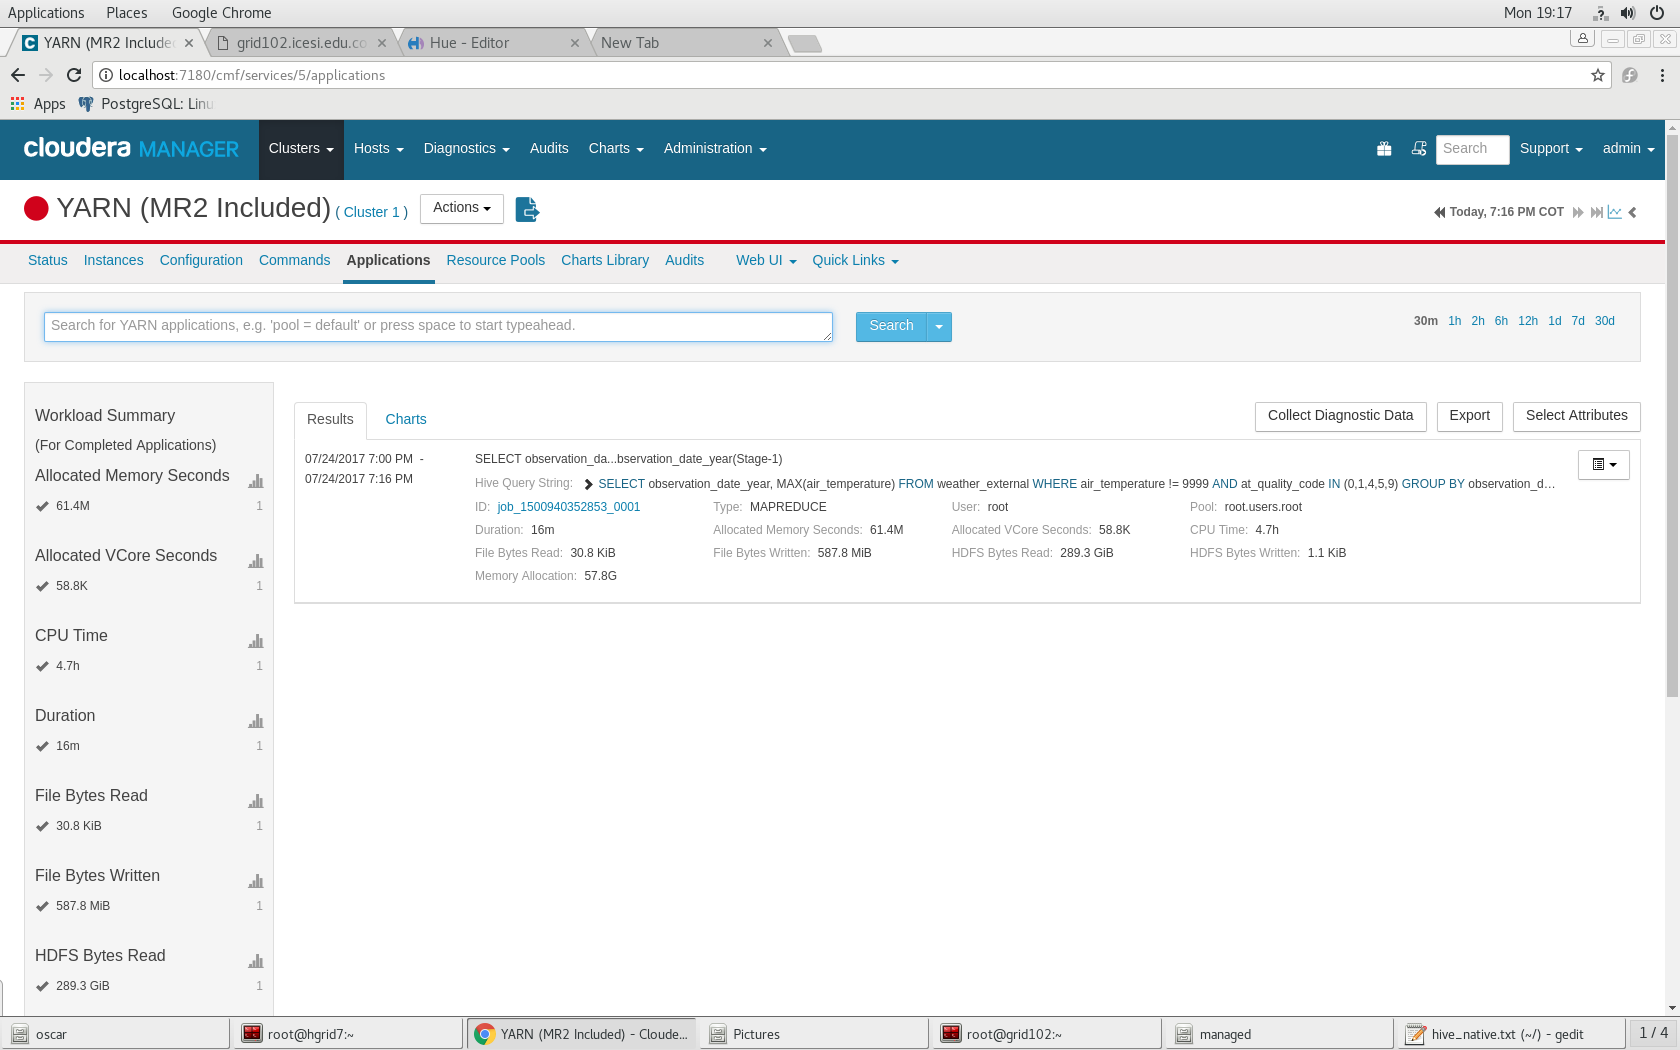 Applications Places Google Chrome Mon 19:17
YARN (MR2 Include grid102.icesi.edu.co Hue - Editor New Tab
localhost:7180/cmf/services/5/applications
Apps PostgreSQL: Linu
cloudera MANAGER Clusters Hosts Diagnostics Audits Charts Administration Search Support admin
YARN (MR2 Included) ( Cluster 1 ) Actions Today, 7:16 PM COT
Status Instances Configuration Commands Applications Resource Pools Charts Library Audits Web UI Quick Links
Search for YARN applications, e.g. 'pool = default' or press space to start typeahead. Search 30m 1h 2h 6h 12h 1d 7d 30d
Workload Summary
(For Completed Applications)
Allocated Memory Seconds
61.4M 1
Allocated VCore Seconds
58.8K 1
CPU Time
4.7h 1
Duration
16m 1
File Bytes Read
30.8 KiB 1
File Bytes Written
587.8 MiB 1
HDFS Bytes Read
289.3 GiB 1
Results Charts Collect Diagnostic Data Export Select Attributes
07/24/2017 7:00 PM - SELECT observation_da...bservation_date_year(Stage-1)
07/24/2017 7:16 PM
Hive Query String: SELECT observation_date_year, MAX(air_temperature) FROM weather_external WHERE air_temperature != 9999 AND at_quality_code IN (0,1,4,5,9) GROUP BY observation_d…
ID: job_1500940352853_0001 Type: MAPREDUCE User: root Pool: root.users.root
Duration: 16m Allocated Memory Seconds: 61.4M Allocated VCore Seconds: 58.8K CPU Time: 4.7h
File Bytes Read: 30.8 KiB File Bytes Written: 587.8 MiB HDFS Bytes Read: 289.3 GiB HDFS Bytes Written: 1.1 KiB
Memory Allocation: 57.8G
oscar root@hgrid7:~ YARN (MR2 Included) - Cloude... Pictures root@grid102:~ managed hive_native.txt (~/) - gedit 1 / 4